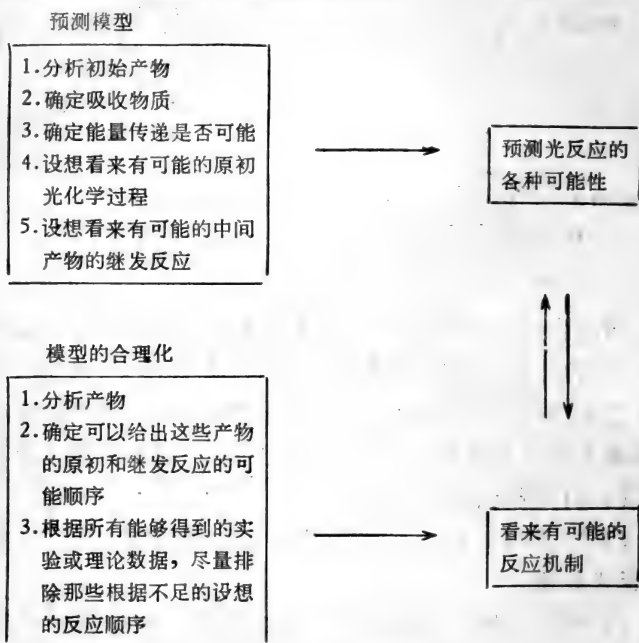 预测模型
1.分析初始产物
2.确定吸收物质
3.确定能量传递是否可能
4.设想看来有可能的原初
光化学过程
5.设想看来有可能的中间
产物的继发反应
预测光反应的
各种可能性
模型的合理化
1.分析产物
2.确定可以给出这些产物
的原初和继发反应的可
能顺序
3.根据所有能够得到的实
验或理论数据，尽量排
除那些根据不足的设想
的反应顺序
看来有可能的
反应机制